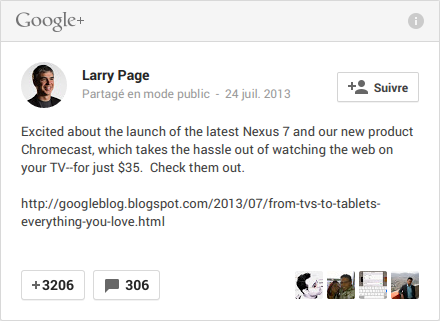 Google+
Larry Page
Partagé en mode public - 24 juil. 2013
Suivre
Excited about the launch of the latest Nexus 7 and our new product
Chromecast, which takes the hassle out of watching the web on
your TV--for just $35.  Check them out.
http://googleblog.blogspot.com/2013/07/from-tvs-to-tablets-
everything-you-love.html
+3206
306